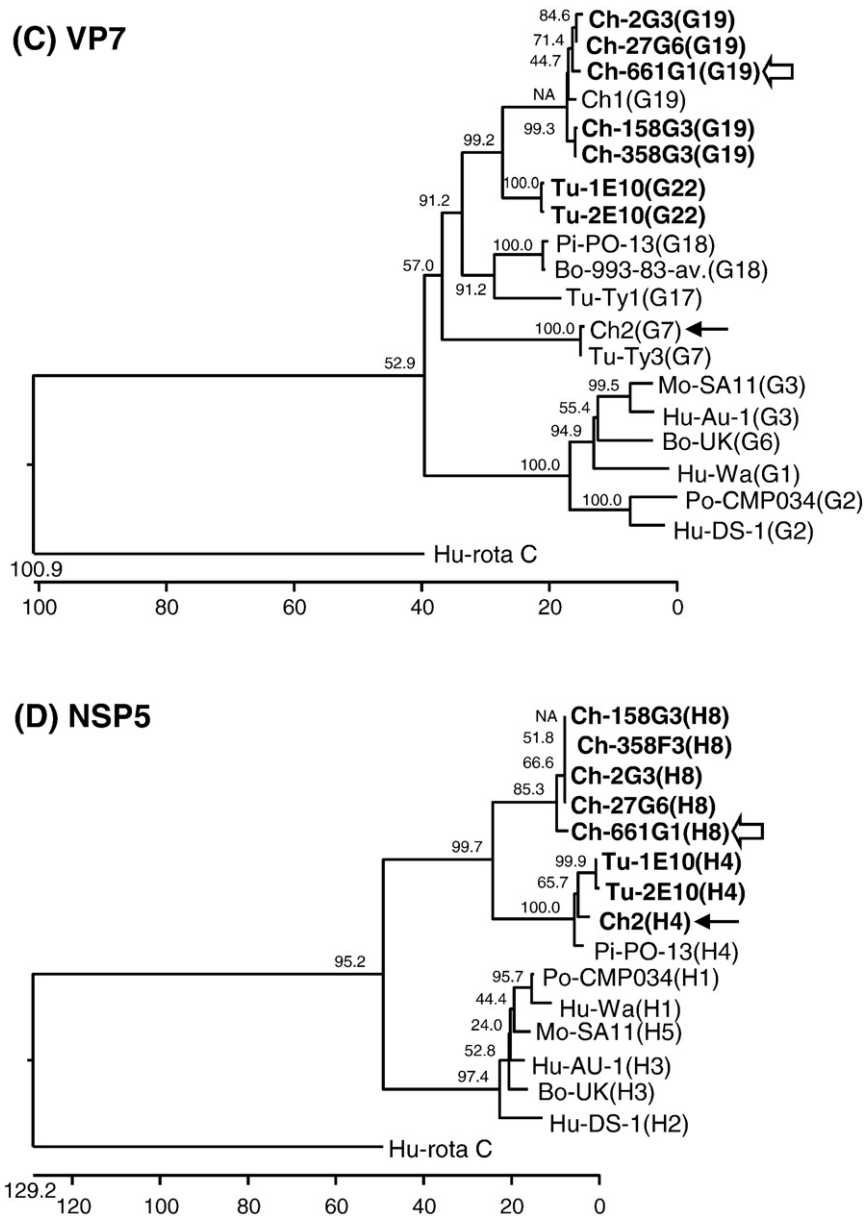 (C) VP7
84.6
Ch-2G3(G19)
71.4
Ch-27G6(G19)
44.7
Ch-661G1(G19)
NA
Ch1(G19)
99.3
Ch-158G3(G19)
Ch-358G3(G19)
99.2
100.0
Tu-1E10(G22)
Tu-2E10(G22)
91.2
100.0
Pi-PO-13(G18)
Bo-993-83-av.(G18)
57.0
91.2
Tu-Ty1(G17)
100.0
Ch2(G7)
Tu-Ty3(G7)
52.9
99.5
Mo-SA11(G3)
55.4
Hu-Au-1(G3)
94.9
Bo-UK(G6)
100.0
Hu-Wa(G1)
100.0
Po-CMP034(G2)
Hu-DS-1(G2)
Hu-rota C
100.9
100 80 60 40 20 0
(D) NSP5
NA
Ch-158G3(H8)
51.8
Ch-358F3(H8)
66.6
Ch-2G3(H8)
85.3
Ch-27G6(H8)
Ch-661G1(H8)
99.7
99.9
Tu-1E10(H4)
65.7
Tu-2E10(H4)
100.0
Ch2(H4)
Pi-PO-13(H4)
95.2
95.7
Po-CMP034(H1)
44.4
Hu-Wa(H1)
24.0
Mo-SA11(H5)
52.8
Hu-AU-1(H3)
97.4
Bo-UK(H3)
Hu-DS-1(H2)
Hu-rota C
129.2
120 100 80 60 40 20 0